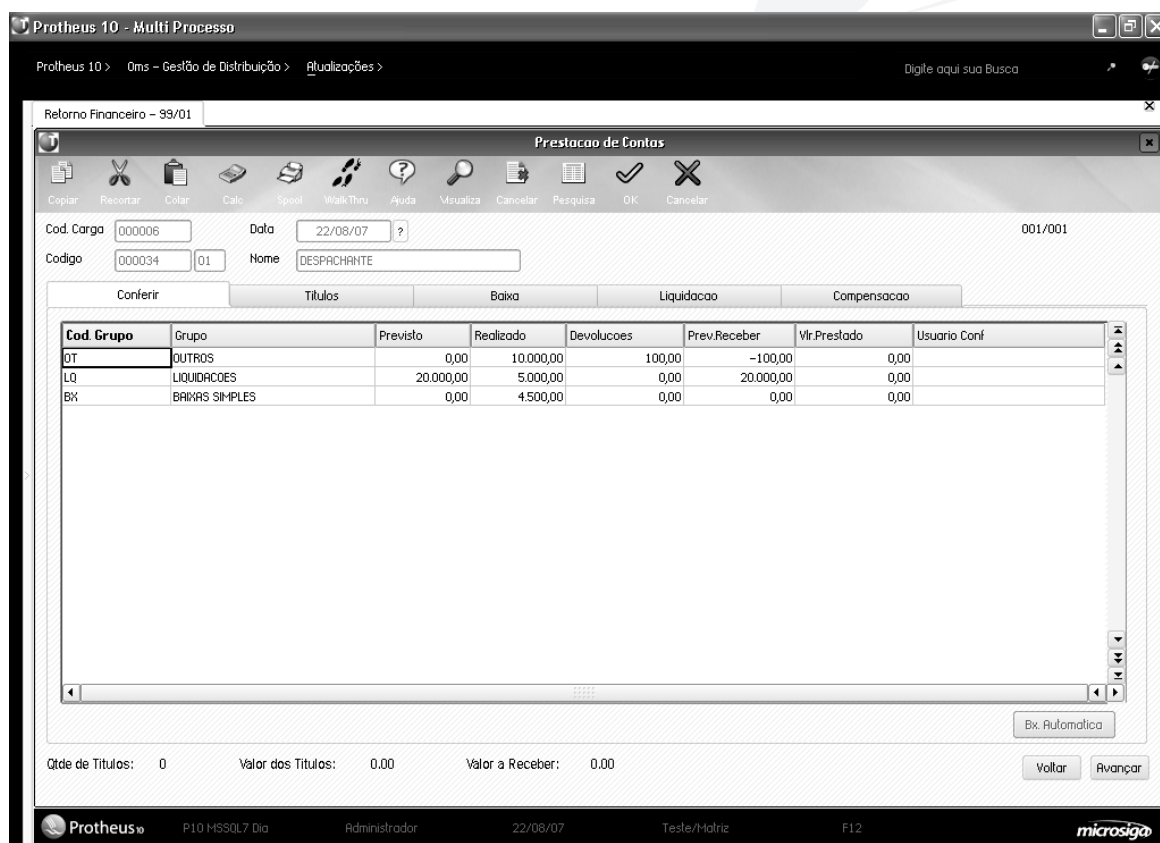 Protheus 10 - Multi Processo
Protheus 10 > Oms - Gestão de Distribuição > Atualizações > Digite aqui sua Busca
Retorno Financeiro - 99/01
Prestacao de Contas
Copiar Recortar Colar Calc Spool WalkThru Ajuda Visualiza Cancelar Pesquisa OK Cancelar
Cod. Carga 000006 Data 22/08/07 ? 001/001
Codigo 000034 01 Nome DESPACHANTE
Conferir Titulos Baixa Liquidacao Compensacao
Cod. Grupo Grupo Previsto Realizado Devolucoes Prev.Receber Vlr.Prestado Usuario Conf
OT OUTROS 0,00 10.000,00 100,00 -100,00 0,00
LQ LIQUIDACOES 20.000,00 5.000,00 0,00 20.000,00 0,00
BX BAIXAS SIMPLES 0,00 4.500,00 0,00 0,00 0,00
Bx. Automatica
Qtde de Titulos: 0 Valor dos Titulos: 0.00 Valor a Receber: 0.00 Voltar Avançar
Protheus 10 P10 MSSQL7 Dia Administrador 22/08/07 Teste/Matriz F12 microsiga